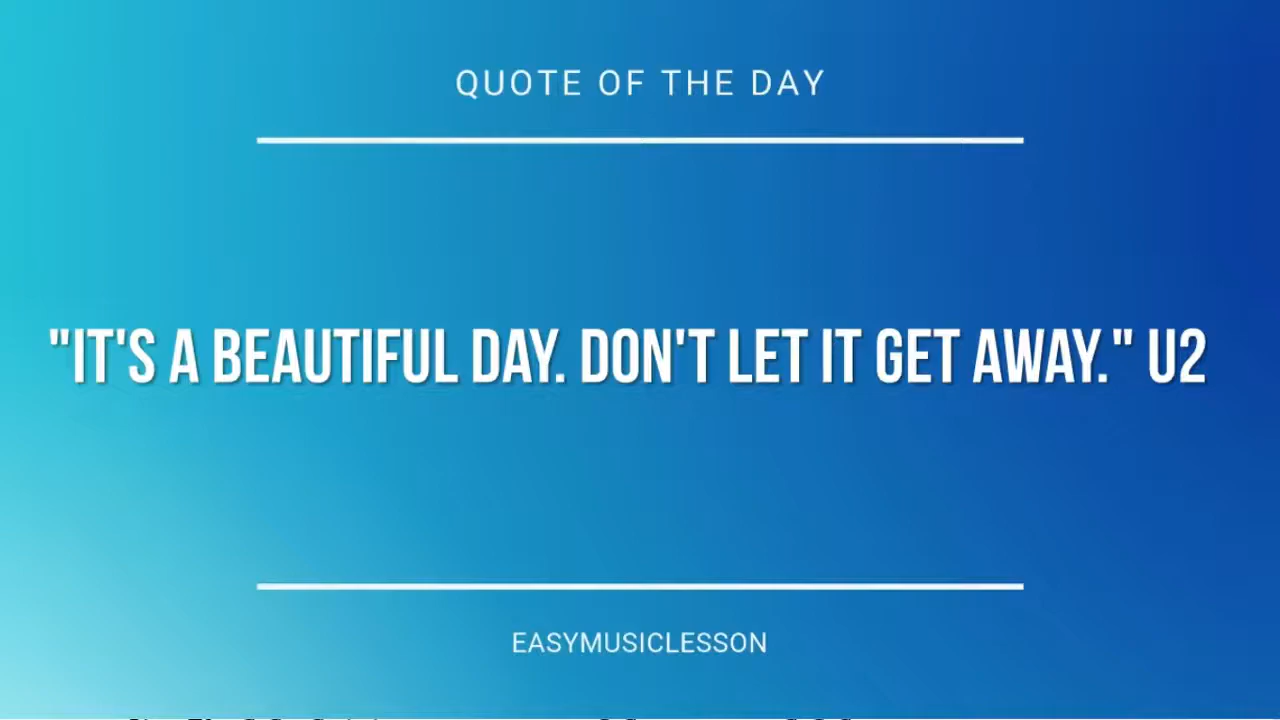 QUOTE OF THE DAY
"IT'S A BEAUTIFUL DAY. DON'T LET IT GET AWAY." U2
EASYMUSICLESSON